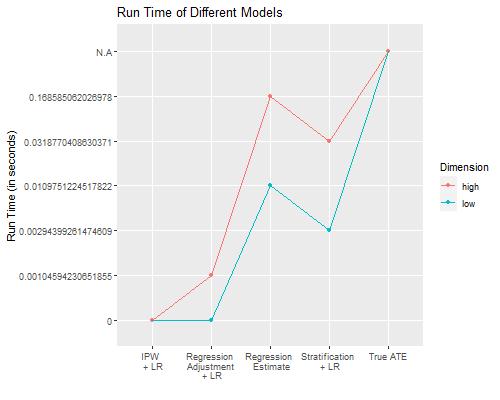 Run Time of Different Models
Run Time (in seconds)
N.A
0.168585062026978
0.0318770408630371
0.0109751224517822
0.00294399261474609
0.00104594230651855
0
IPW
+ LR
Regression
Adjustment
+ LR
Regression
Estimate
Stratification
+ LR
True ATE
Dimension
high
low